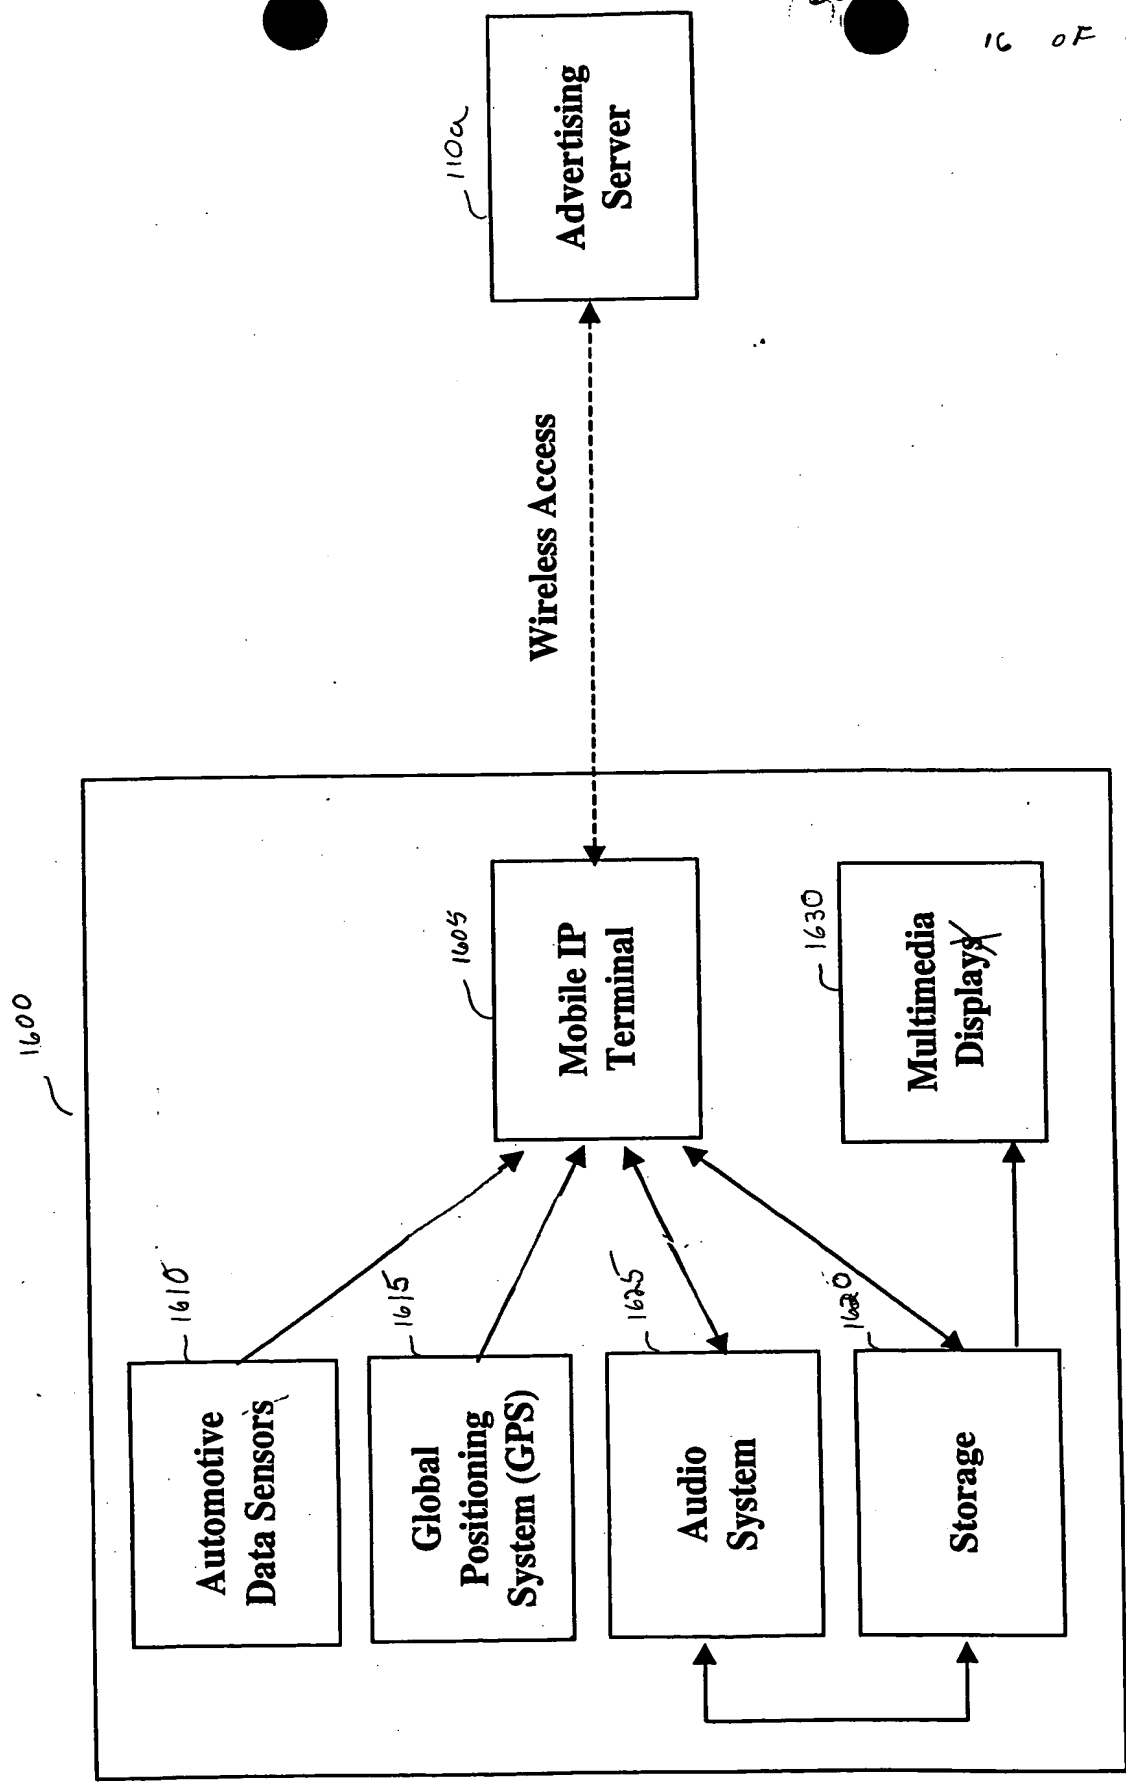 16 OF
1600
Automotive
Data Sensors
1610
Global
Positioning
System (GPS)
1615
Audio
System
1625
Storage
1620
Mobile IP
Terminal
1605
Multimedia
Displays
1630
Wireless Access
Advertising
Server
110a